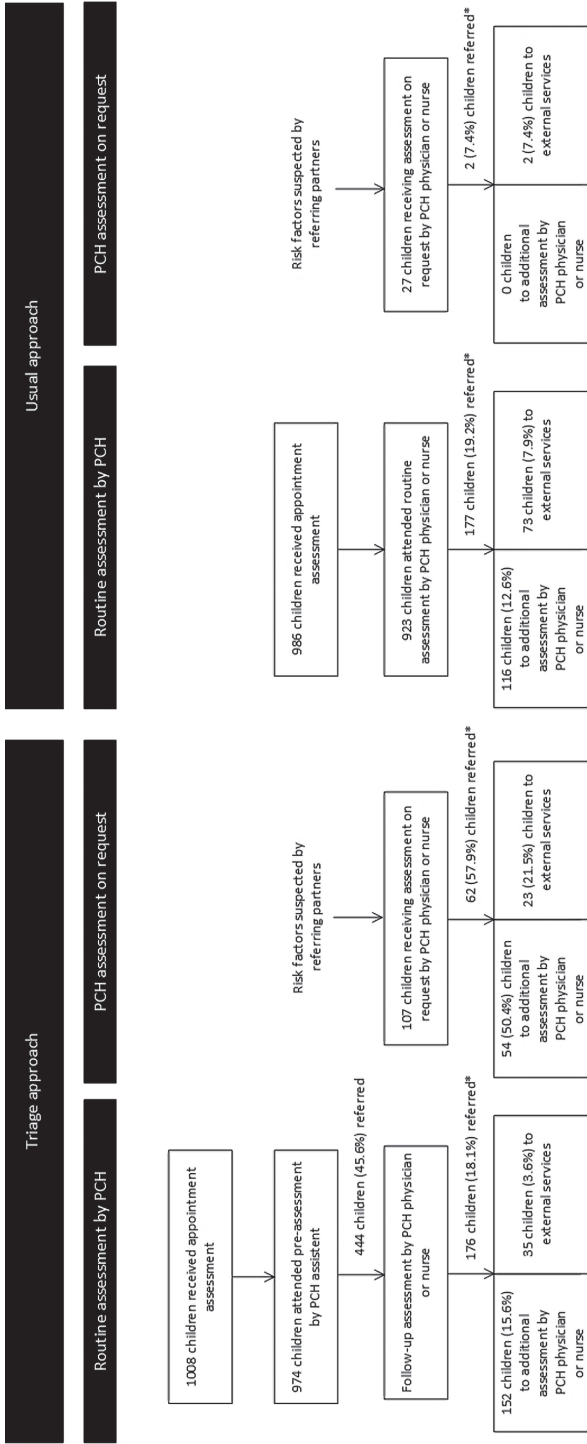 Triage approach
Routine assessment by PCH
1008 children received appointment
assessment
974 children attended pre-assessment
by PCH assistent
444 children (45.6%) referred
Follow-up assessment by PCH physician
or nurse
176 children (18.1%) referred*
152 children (15.6%)
to additional
assessment by
PCH physician
or nurse
35 children (3.6%) to
external services
PCH assessment on request
Risk factors suspected by
referring partners
107 children receiving assessment on
request by PCH physician or nurse
62 (57.9%) children referred*
54 (50.4%) children
to additional
assessment by
PCH physician
or nurse
23 (21.5%) children to
external services
Usual approach
Routine assessment by PCH
986 children received appointment
assessment
923 children attended routine
assessment by PCH physician or nurse
177 children (19.2%) referred*
116 children (12.6%)
to additional
assessment by
PCH physician
or nurse
73 children (7.9%) to
external services
PCH assessment on request
Risk factors suspected by
referring partners
27 children receiving assessment on
request by PCH physician or nurse
2 (7.4%) children referred*
0 children
to additional
assessment by
PCH physician
or nurse
2 (7.4%) children to
external services